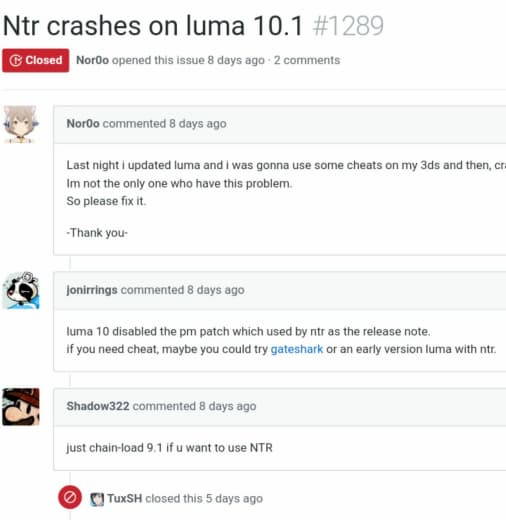 Ntr crashes on luma 10.1 #1289
Closed Nor0o opened this issue 8 days ago · 2 comments
Nor0o commented 8 days ago
Last night i updated luma and i was gonna use some cheats on my 3ds and then,
Im not the only one who have this problem.
So please fix it.
-Thank you-
jonirrings commented 8 days ago
luma 10 disabled the pm patch which used by ntr as the release note.
if you need cheat, maybe you could try gateshark or an early version luma with ntr.
Shadow322 commented 8 days ago
just chain-load 9.1 if u want to use NTR
TuxSH closed this 5 days ago